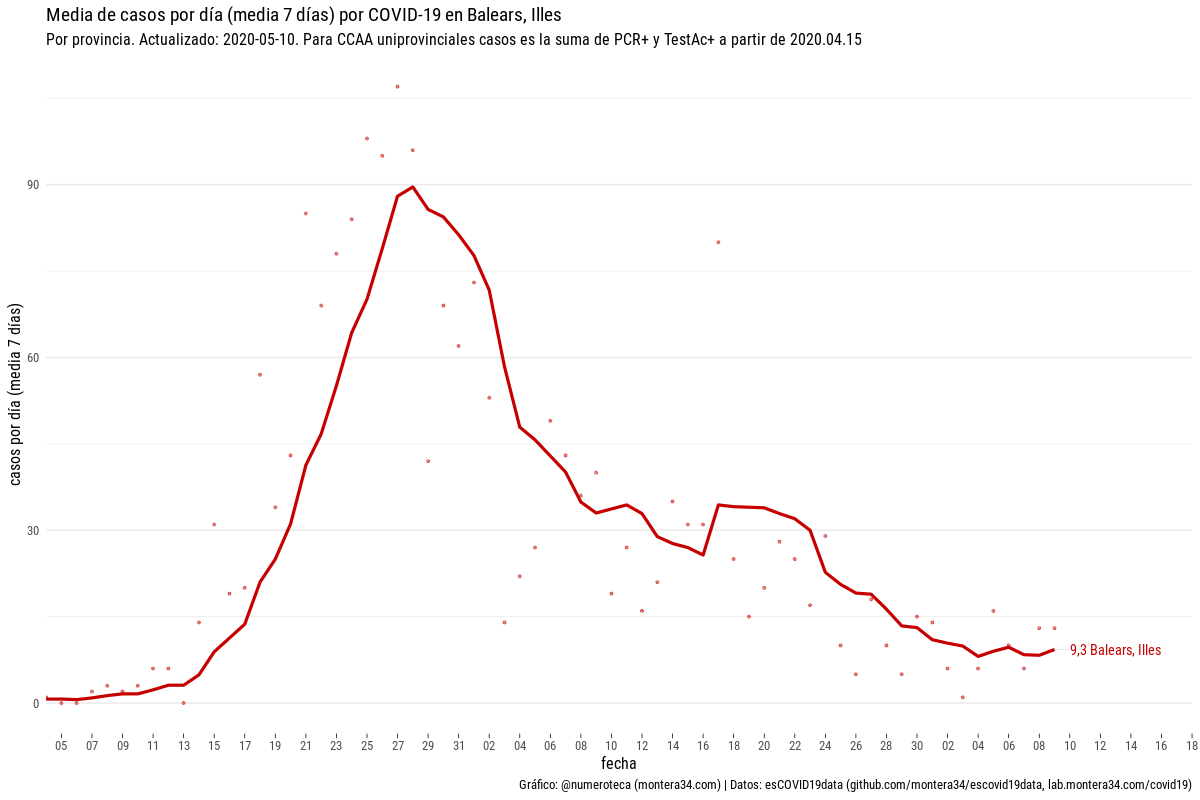 Media de casos por día (media 7 días) por COVID-19 en Balears, Illes
Por provincia. Actualizado: 2020-05-10. Para CCAA uniprovinciales casos es la suma de PCR+ y TestAc+ a partir de 2020.04.15
casos por día (media 7 días)
90
60
30
0
9,3 Balears, Illes
05 07 09 11 13 15 17 19 21 23 25 27 29 31 02 04 06 08 10 12 14 16 18 20 22 24 26 28 30 02 04 06 08 10 12 14 16 18
fecha
Gráfico: @numeroteca (montera34.com) | Datos: esCOVID19data (github.com/montera34/escovid19data, lab.montera34.com/covid19)